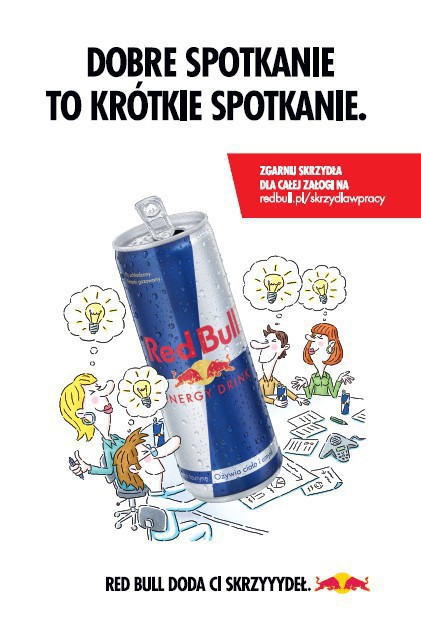 DOBRE SPOTKANIE
TO KRÓTKIE SPOTKANIE.
ZGARNIJ SKRZYDŁA
DLA CAŁEJ ZAŁOGI NA
redbull.pl/skrzydlawpracy
Red Bull
ENERGY DRINK
Ożywia ciało i umysł
RED BULL DODA CI SKRZYYYDEŁ.